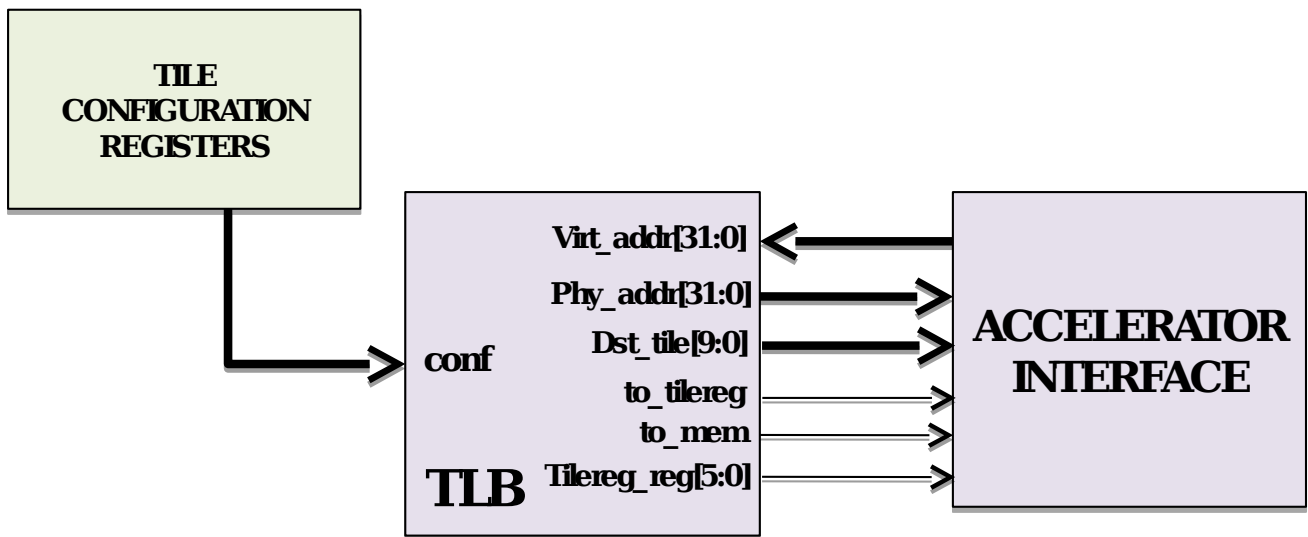 TILE
CONFIGURATION
REGISTERS
Virt_addr[31:0]
Phy_addr[31:0]
Dst_tile[9:0]
conf
to_tilereg
to_mem
Tilereg_reg[5:0]
TLB
ACCELERATOR
INTERFACE